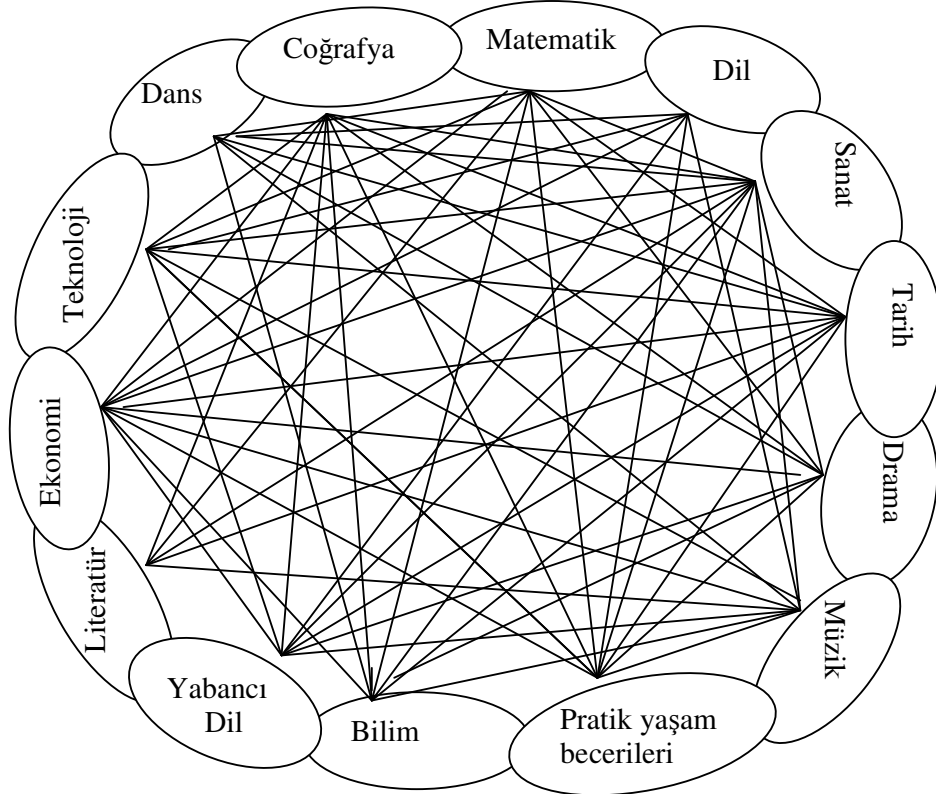 Coğrafya
Matematik
Dil
Sanat
Tarih
Drama
Müzik
Pratik yaşam
becerileri
Bilim
Yabancı
Dil
Literatür
Ekonomi
Teknoloji
Dans